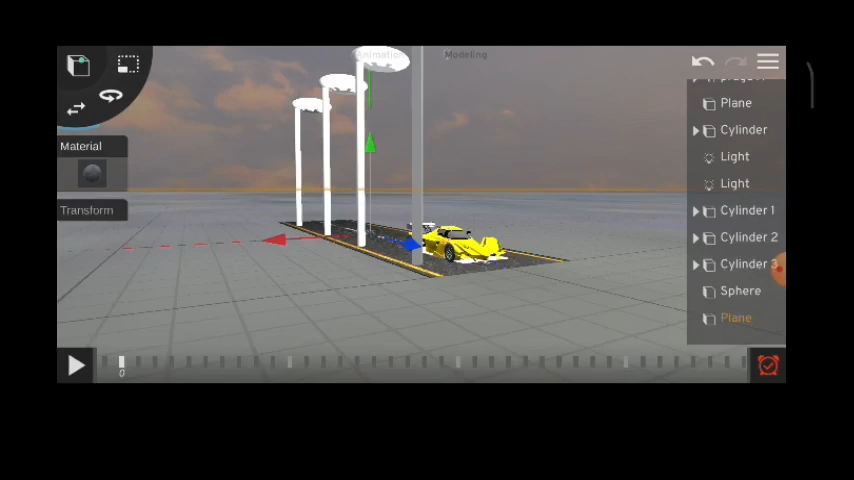 Animation
Modeling
Material
Transform
Plane
Cylinder
Light
Light
Cylinder 1
Cylinder 2
Cylinder 3
Sphere
Plane
0